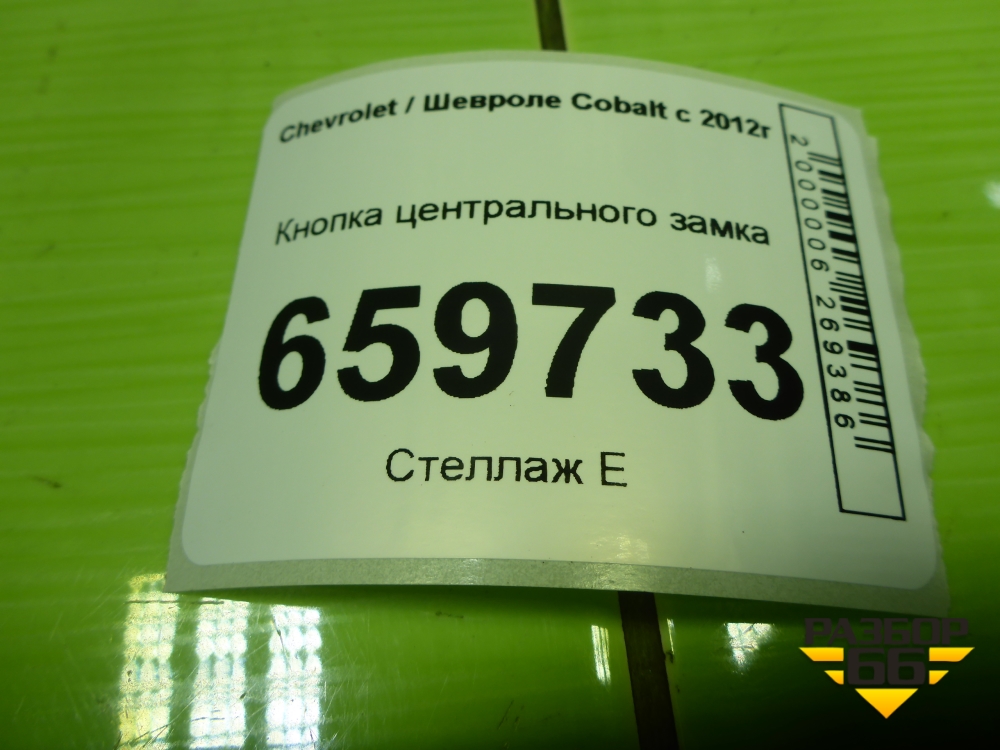 Chevrolet / Шевроле Cobalt с 2012г
Кнопка центрального замка
659733
Стеллаж Е
2000006269386
РАЗБОР
66